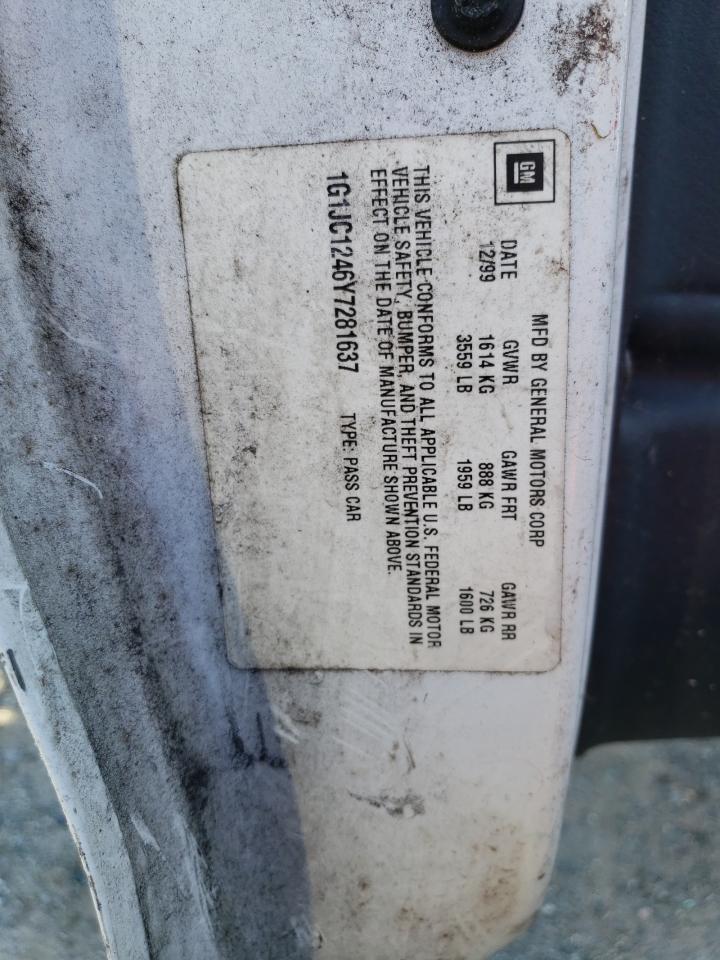 GM
MFD BY GENERAL MOTORS CORP
DATE GVWR GAWR FRT GAWR RR
12/99 1614 KG 888 KG 726 KG
3559 LB 1959 LB 1600 LB
THIS VEHICLE CONFORMS TO ALL APPLICABLE U.S. FEDERAL MOTOR
VEHICLE SAFETY, BUMPER, AND THEFT PREVENTION STANDARDS IN
EFFECT ON THE DATE OF MANUFACTURE SHOWN ABOVE.
1G1JC1246Y7281637 TYPE: PASS CAR